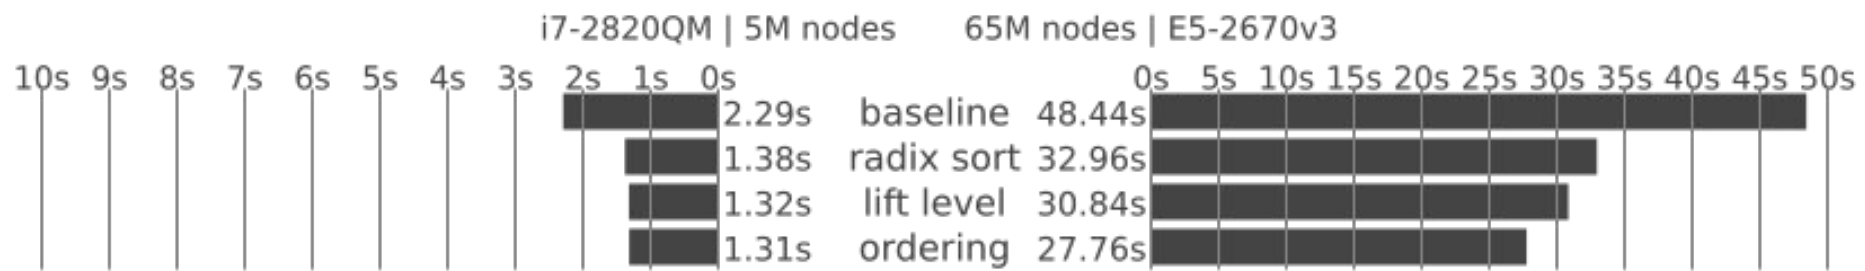 i7-2820QM | 5M nodes 65M nodes | E5-2670v3
10s 9s 8s 7s 6s 5s 4s 3s 2s 1s 0s 0s 5s 10s 15s 20s 25s 30s 35s 40s 45s 50s
2.29s baseline 48.44s
1.38s radix sort 32.96s
1.32s lift level 30.84s
1.31s ordering 27.76s